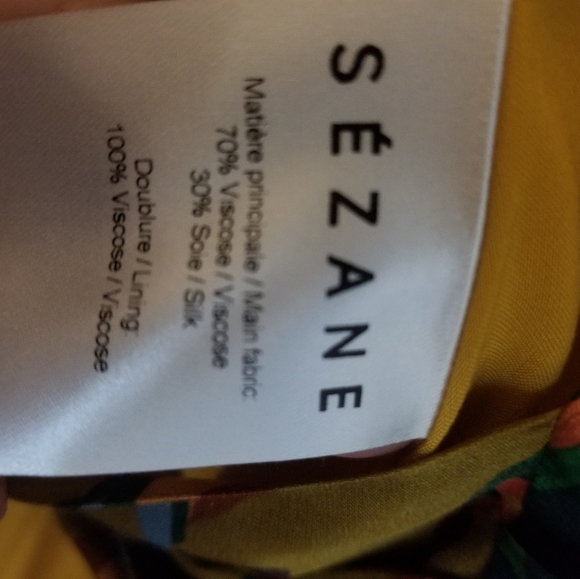 SÉZANE
Matière principale / Main fabric:
70% Viscose / Viscose
30% Soie / Silk
Doublure / Lining:
100% Viscose / Viscose